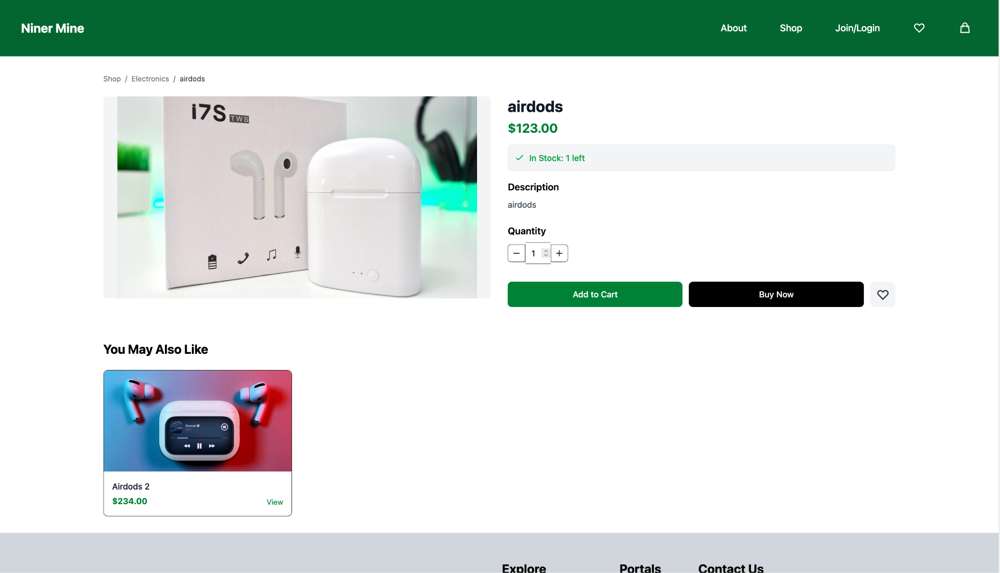 Niner Mine
About
Shop
Join/Login
Shop / Electronics / airdods
i7S TWS
airdods
$123.00
In Stock: 1 left
Description
airdods
Quantity
1
Add to Cart
Buy Now
You May Also Like
Snooze
SZA
Airdods 2
$234.00
View
Explore
Portals
Contact Us